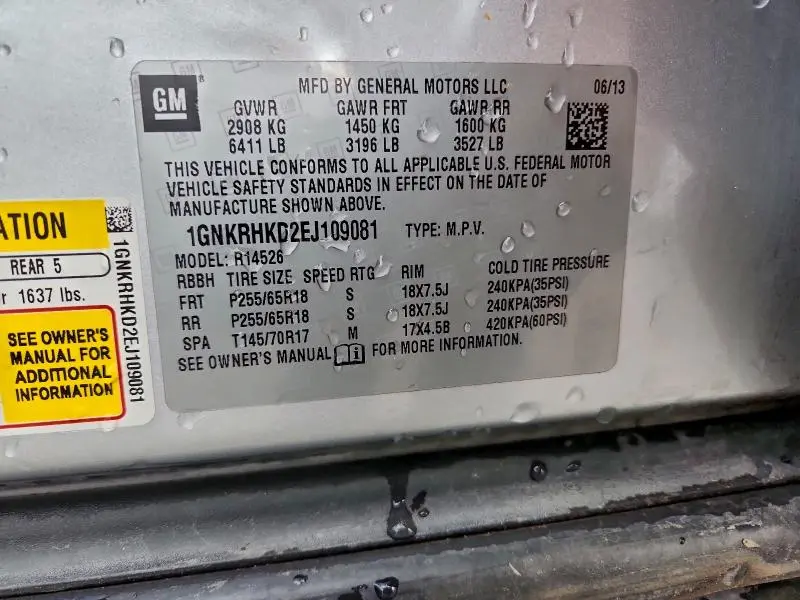 GM
MFD BY GENERAL MOTORS LLC 06/13
GVWR GAWR FRT GAWR RR
2908 KG 1450 KG 1600 KG
6411 LB 3196 LB 3527 LB
THIS VEHICLE CONFORMS TO ALL APPLICABLE U.S. FEDERAL MOTOR
VEHICLE SAFETY STANDARDS IN EFFECT ON THE DATE OF
MANUFACTURE SHOWN ABOVE.
1GNKRHKD2EJ109081 TYPE: M.P.V.
MODEL: R14526
RBBH TIRE SIZE SPEED RTG RIM COLD TIRE PRESSURE
FRT P255/65R18 S 18X7.5J 240KPA(35PSI)
RR P255/65R18 S 18X7.5J 240KPA(35PSI)
SPA T145/70R17 M 17X4.5B 420KPA(60PSI)
SEE OWNER'S MANUAL FOR MORE INFORMATION.
REAR 5
1637 lbs.
SEE OWNER'S
MANUAL FOR
ADDITIONAL
INFORMATION
1GNKRHKD2EJ109081